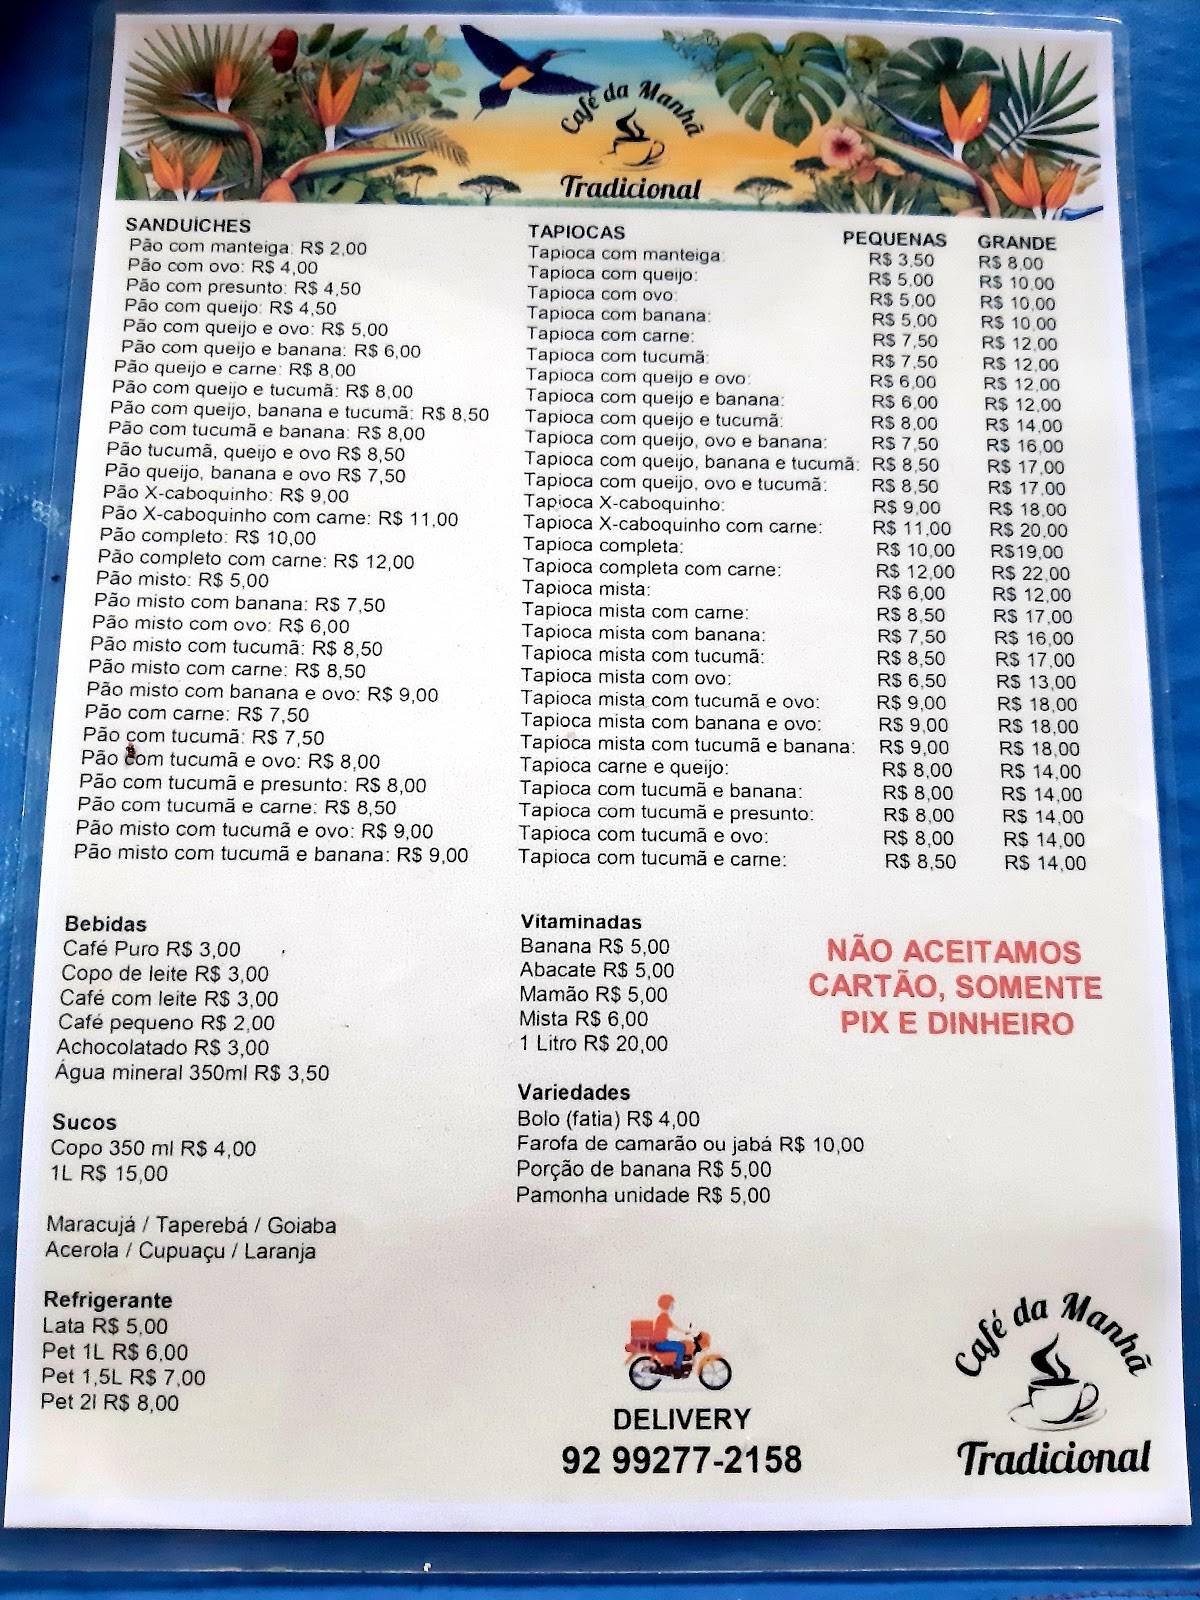 Café da Manhã
Tradicional
SANDUÍCHES
Pão com manteiga: R$ 2,00
Pão com ovo: R$ 4,00
Pão com presunto: R$ 4,50
Pão com queijo: R$ 4,50
Pão com queijo e ovo: R$ 5,00
Pão com queijo e banana: R$ 6,00
Pão queijo e carne: R$ 8,00
Pão com queijo e tucumã: R$ 8,00
Pão com queijo, banana e tucumã: R$ 8,50
Pão com tucumã e banana: R$ 8,00
Pão tucumã, queijo e ovo R$ 8,50
Pão queijo, banana e ovo R$ 7,50
Pão X-caboquinho: R$ 9,00
Pão X-caboquinho com carne: R$ 11,00
Pão completo: R$ 10,00
Pão completo com carne: R$ 12,00
Pão misto: R$ 5,00
Pão misto com banana: R$ 7,50
Pão misto com ovo: R$ 6,00
Pão misto com tucumã: R$ 8,50
Pão misto com carne: R$ 8,50
Pão misto com banana e ovo: R$ 9,00
Pão com carne: R$ 7,50
Pão com tucumã: R$ 7,50
Pão com tucumã e ovo: R$ 8,00
Pão com tucumã e presunto: R$ 8,00
Pão com tucumã e carne: R$ 8,50
Pão misto com tucumã e ovo: R$ 9,00
Pão misto com tucumã e banana: R$ 9,00
TAPIOCAS PEQUENAS GRANDE
Tapioca com manteiga: R$ 3,50 R$ 8,00
Tapioca com queijo: R$ 5,00 R$ 10,00
Tapioca com ovo: R$ 5,00 R$ 10,00
Tapioca com banana: R$ 5,00 R$ 10,00
Tapioca com carne: R$ 7,50 R$ 12,00
Tapioca com tucumã: R$ 7,50 R$ 12,00
Tapioca com queijo e ovo: R$ 6,00 R$ 12,00
Tapioca com queijo e banana: R$ 6,00 R$ 12,00
Tapioca com queijo e tucumã: R$ 8,00 R$ 14,00
Tapioca com queijo, ovo e banana: R$ 7,50 R$ 16,00
Tapioca com queijo, banana e tucumã: R$ 8,50 R$ 17,00
Tapioca com queijo, ovo e tucumã: R$ 8,50 R$ 17,00
Tapioca X-caboquinho: R$ 9,00 R$ 18,00
Tapioca X-caboquinho com carne: R$ 11,00 R$ 20,00
Tapioca completa: R$ 10,00 R$19,00
Tapioca completa com carne: R$ 12,00 R$ 22,00
Tapioca mista: R$ 6,00 R$ 12,00
Tapioca mista com carne: R$ 8,50 R$ 17,00
Tapioca mista com banana: R$ 7,50 R$ 16,00
Tapioca mista com tucumã: R$ 8,50 R$ 17,00
Tapioca mista com ovo: R$ 6,50 R$ 13,00
Tapioca mista com tucumã e ovo: R$ 9,00 R$ 18,00
Tapioca mista com banana e ovo: R$ 9,00 R$ 18,00
Tapioca mista com tucumã e banana: R$ 9,00 R$ 18,00
Tapioca carne e queijo: R$ 8,00 R$ 14,00
Tapioca com tucumã e banana: R$ 8,00 R$ 14,00
Tapioca com tucumã e presunto: R$ 8,00 R$ 14,00
Tapioca com tucumã e ovo: R$ 8,00 R$ 14,00
Tapioca com tucumã e carne: R$ 8,50 R$ 14,00
Bebidas
Café Puro R$ 3,00
Copo de leite R$ 3,00
Café com leite R$ 3,00
Café pequeno R$ 2,00
Achocolatado R$ 3,00
Água mineral 350ml R$ 3,50
Sucos
Copo 350 ml R$ 4,00
1L R$ 15,00
Maracujá / Taperebá / Goiaba
Acerola / Cupuaçu / Laranja
Refrigerante
Lata R$ 5,00
Pet 1L R$ 6,00
Pet 1,5L R$ 7,00
Pet 2l R$ 8,00
Vitaminadas
Banana R$ 5,00
Abacate R$ 5,00
Mamão R$ 5,00
Mista R$ 6,00
1 Litro R$ 20,00
Variedades
Bolo (fatia) R$ 4,00
Farofa de camarão ou jabá R$ 10,00
Porção de banana R$ 5,00
Pamonha unidade R$ 5,00
NÃO ACEITAMOS
CARTÃO, SOMENTE
PIX E DINHEIRO
DELIVERY
92 99277-2158
Café da Manhã
Tradicional